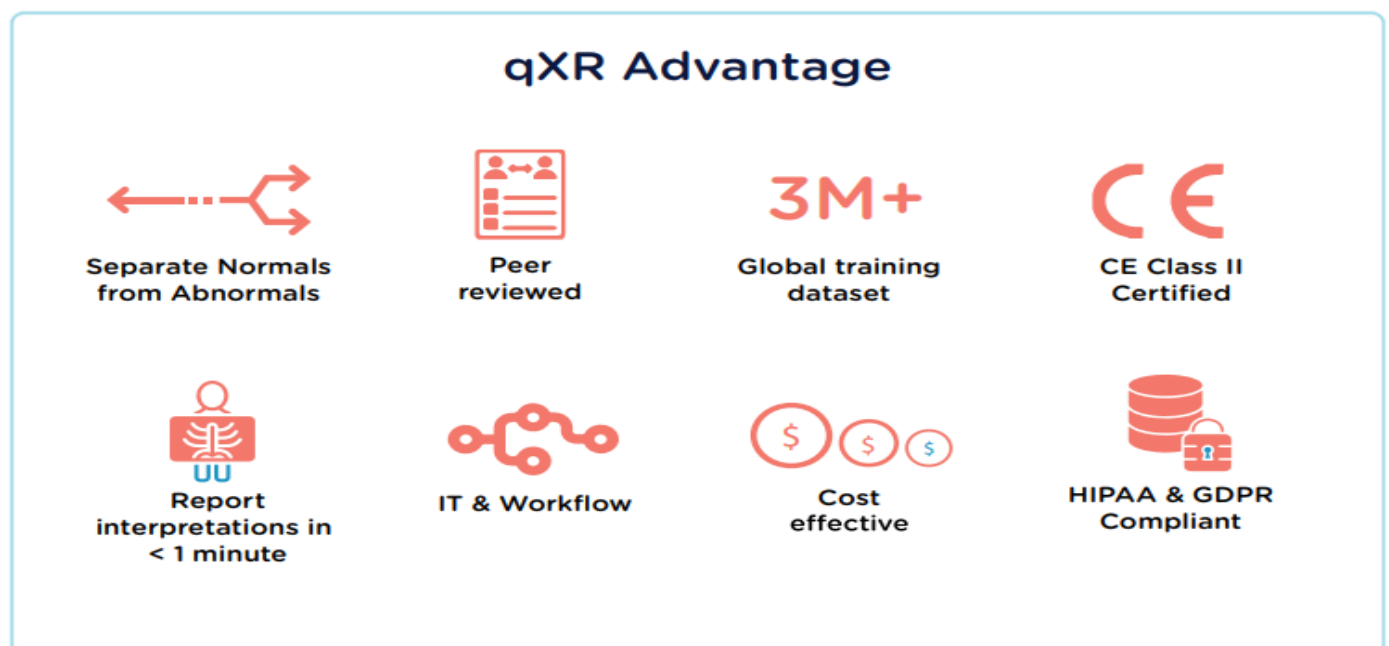 qXR Advantage
3M+
CE
Separate Normals
from Abnormals
Peer
reviewed
Global training
dataset
CE Class II
Certified
$ $ $
Report
interpretations in
< 1 minute
IT & Workflow
Cost
effective
HIPAA & GDPR
Compliant